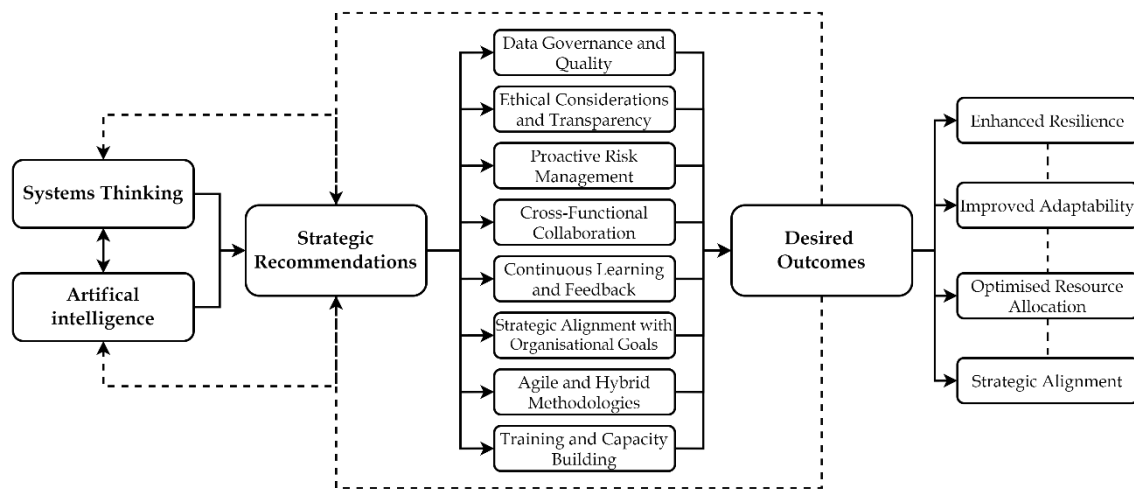 Systems Thinking
Artifical
intelligence
Strategic
Recommendations
Data Governance and
Quality
Ethical Considerations
and Transparency
Proactive Risk
Management
Cross-Functional
Collaboration
Continuous Learning
and Feedback
Strategic Alignment with
Organisational Goals
Agile and Hybrid
Methodologies
Training and Capacity
Building
Desired
Outcomes
Enhanced Resilience
Improved Adaptability
Optimised Resource
Allocation
Strategic Alignment